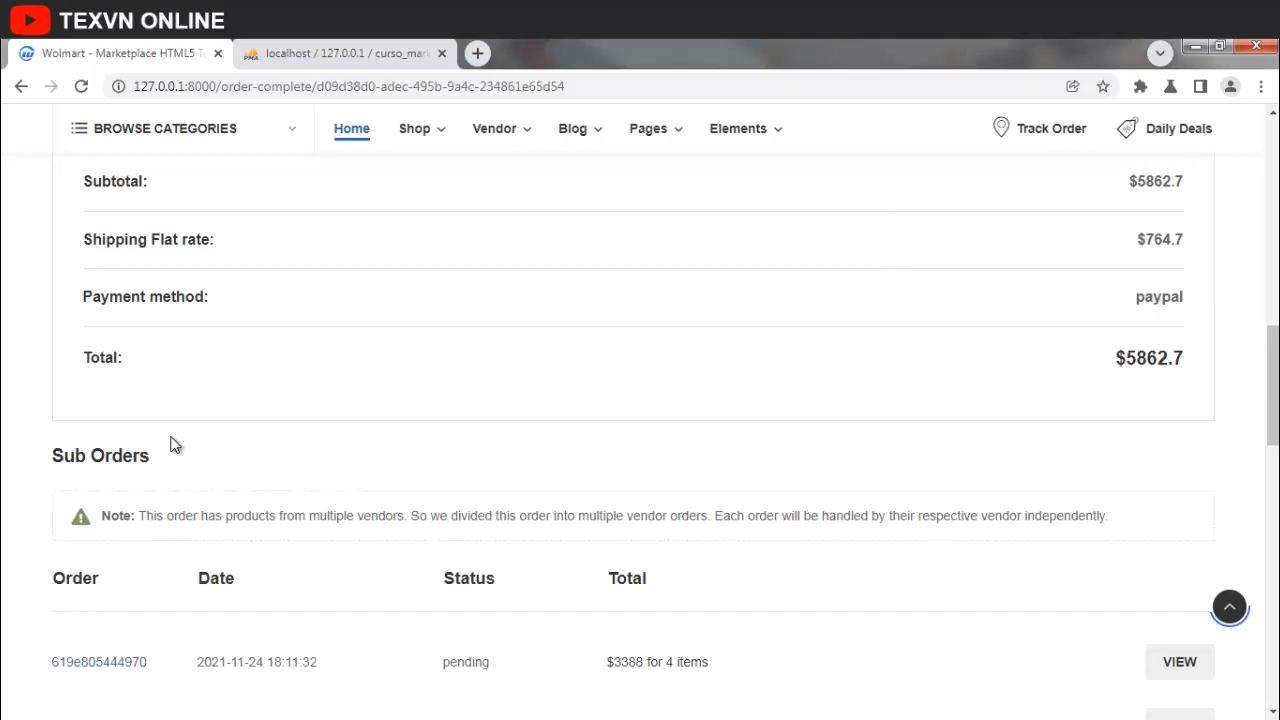 TEXVN ONLINE
Wolmart - Marketplace HTML5 T
localhost / 127.0.0.1 / curso_mark
127.0.0.1:8000/order-complete/d09d38d0-adec-495b-9a4c-234861e65d54
BROWSE CATEGORIES Home Shop Vendor Blog Pages Elements Track Order Daily Deals
Subtotal: $5862.7
Shipping Flat rate: $764.7
Payment method: paypal
Total: $5862.7
Sub Orders
Note: This order has products from multiple vendors. So we divided this order into multiple vendor orders. Each order will be handled by their respective vendor independently.
Order Date Status Total
619e805444970 2021-11-24 18:11:32 pending $3388 for 4 items VIEW